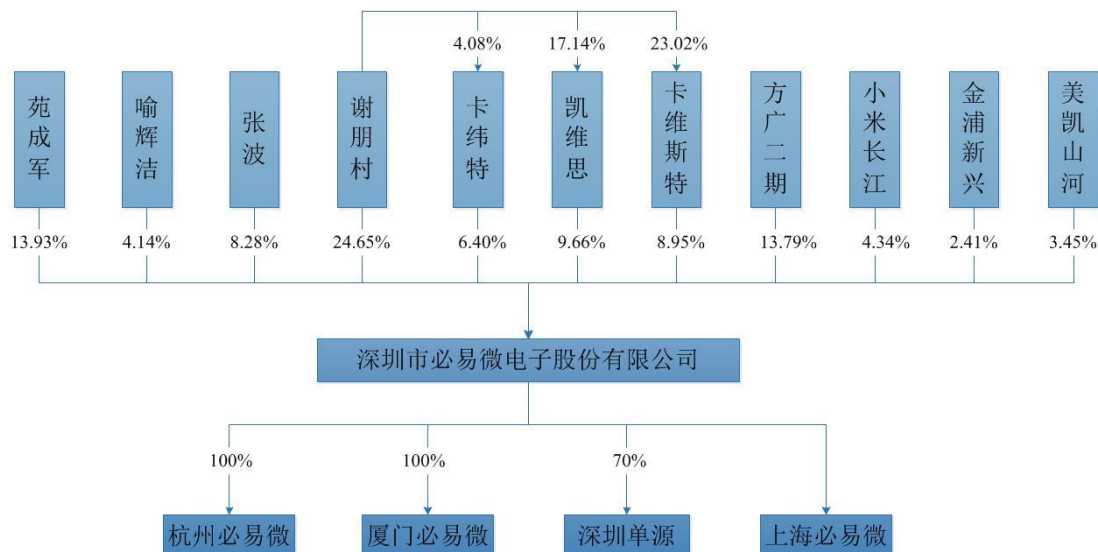 4.08% 17.14% 23.02%
苑成军 喻辉洁 张波 谢朋村 卡纬特 凯维思 卡维斯特 方广二期 小米长江 金浦新兴 美凯山河
13.93% 4.14% 8.28% 24.65% 6.40% 9.66% 8.95% 13.79% 4.34% 2.41% 3.45%
深圳市必易微电子股份有限公司
100% 100% 70%
杭州必易微 厦门必易微 深圳单源 上海必易微